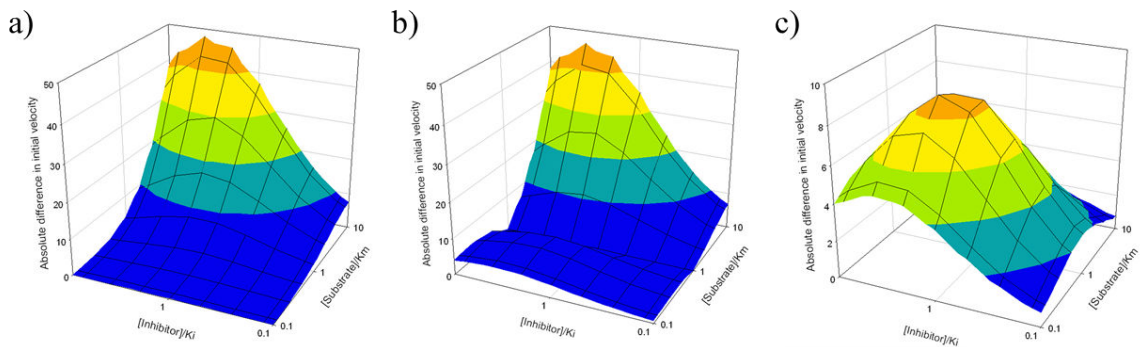 a)
Absolute difference in initial velocity
50
40
30
20
10
0
1
[Inhibitor]/Ki
0.1
0.1
1
10
[Substrate]/Km
b)
Absolute difference in initial velocity
50
40
30
20
10
0
1
[Inhibitor]/Ki
0.1
0.1
1
10
[Substrate]/Km
c)
Absolute difference in initial velocity
10
8
6
4
2
0
1
[Inhibitor]/Ki
0.1
0.1
1
10
[Substrate]/Km